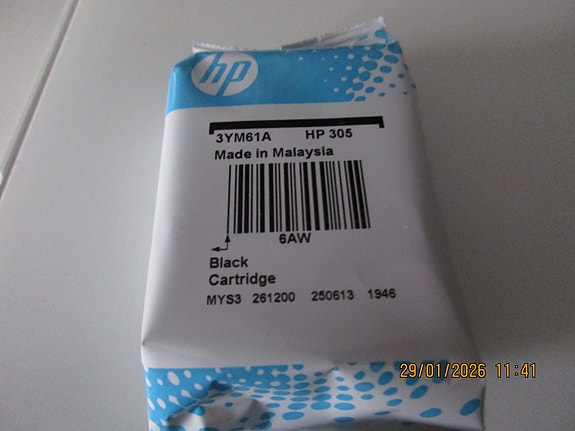 hp
3YM61A HP 305
Made in Malaysia
6AW
Black
Cartridge
MYS3 261200 250613 1946
29/01/2026 11:41